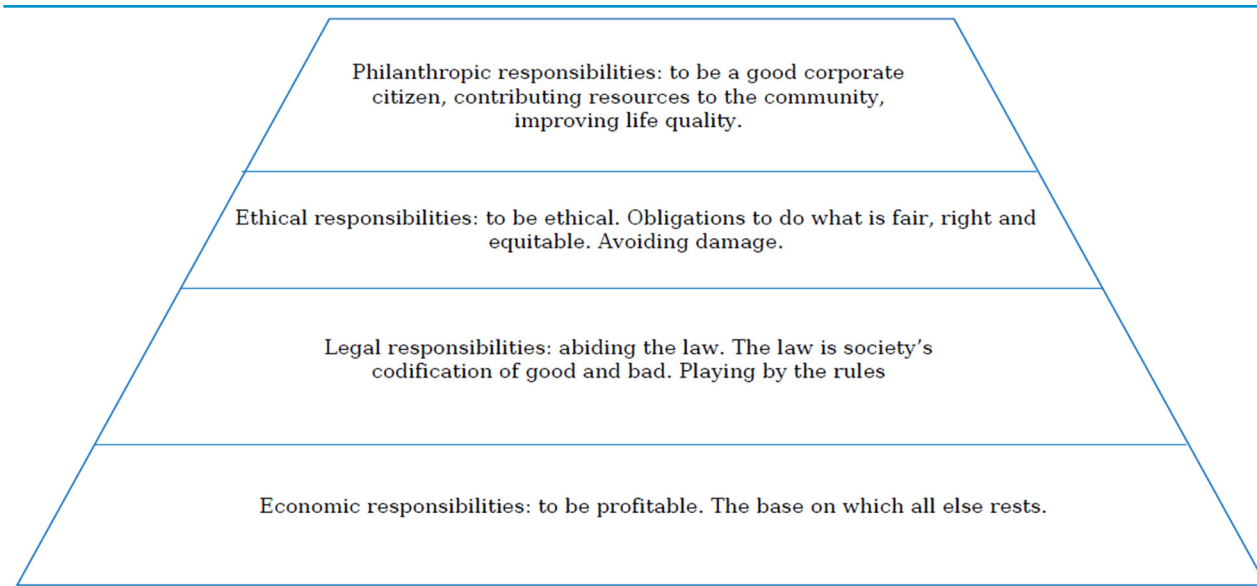 Philanthropic responsibilities: to be a good corporate
citizen, contributing resources to the community,
improving life quality.
Ethical responsibilities: to be ethical. Obligations to do what is fair, right and
equitable. Avoiding damage.
Legal responsibilities: abiding the law. The law is society’s
codification of good and bad. Playing by the rules
Economic responsibilities: to be profitable. The base on which all else rests.